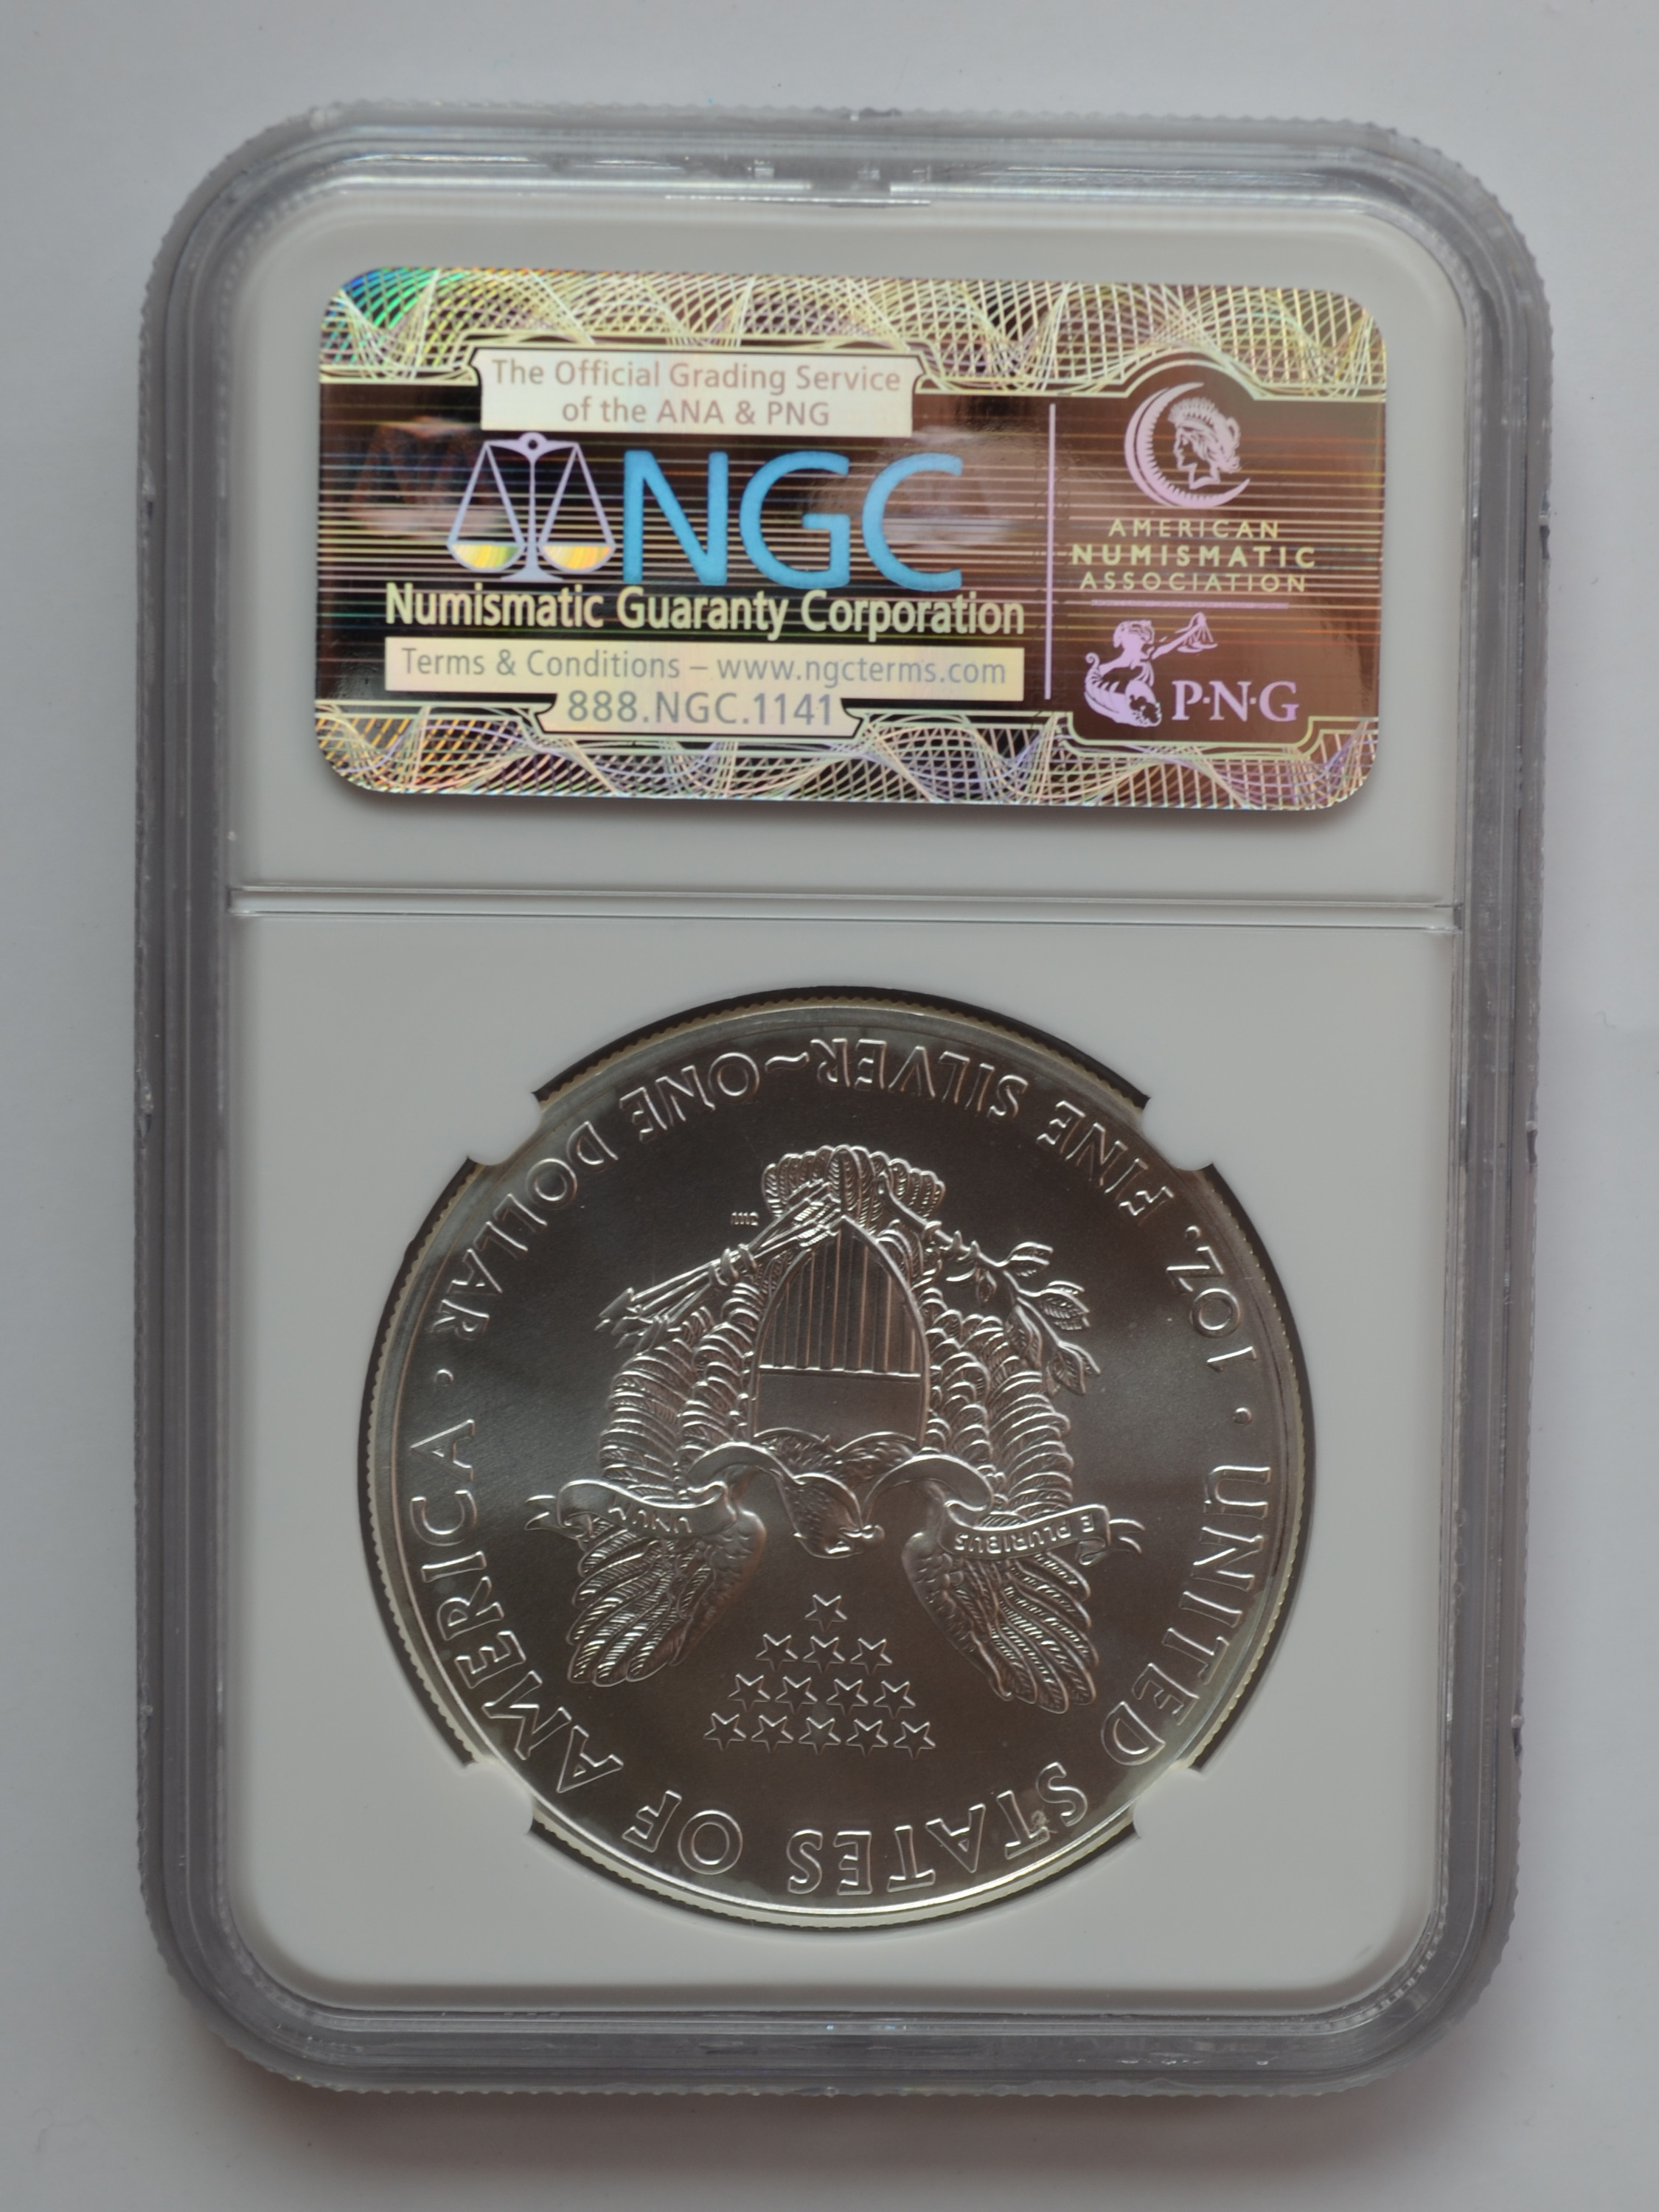 The Official Grading Service
of the ANA & PNG
NGC
Numismatic Guaranty Corporation
Terms & Conditions – www.ngcterms.com
888.NGC.1141
AMERICAN
NUMISMATIC
ASSOCIATION
P·N·G
UNITED STATES OF AMERICA
1 OZ. FINE SILVER~ONE DOLLAR
E PLURIBUS
UNUM